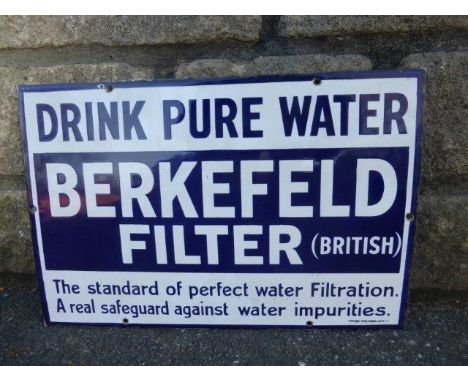 DRINK PURE WATER
BERKEFELD
FILTER (BRITISH)
The standard of perfect water Filtration.
A real safeguard against water impurities.